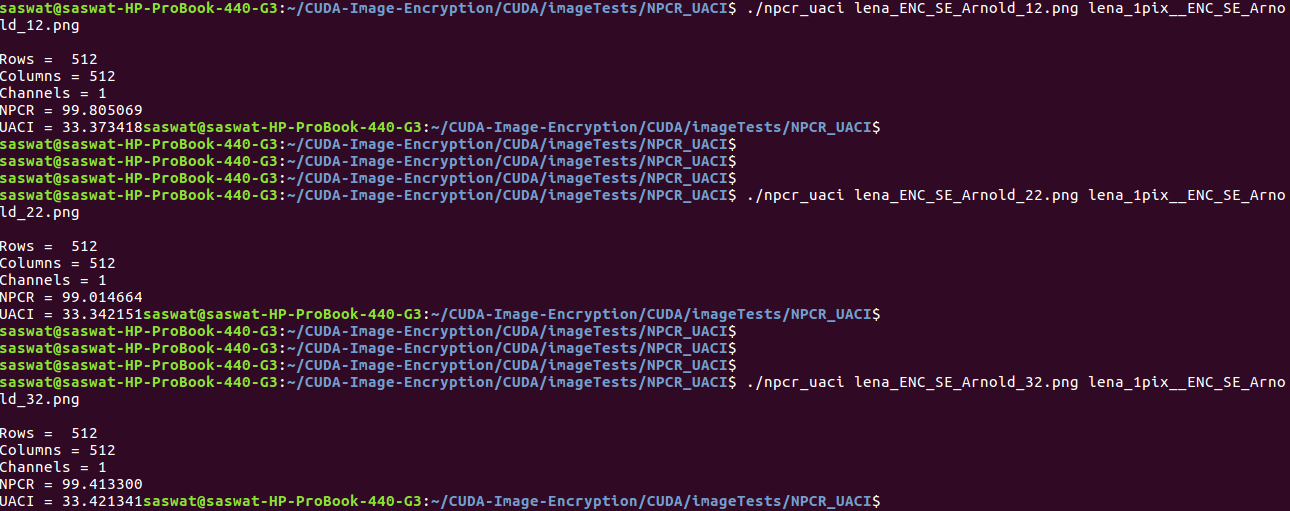 saswat@saswat-HP-ProBook-440-G3:~/CUDA-Image-Encryption/CUDA/imageTests/NPCR_UACI$ ./npcr_uaci lena_ENC_SE_Arnold_12.png lena_1pix__ENC_SE_Arno
ld_12.png
Rows =  512
Columns = 512
Channels = 1
NPCR = 99.805069
UACI = 33.373418saswat@saswat-HP-ProBook-440-G3:~/CUDA-Image-Encryption/CUDA/imageTests/NPCR_UACI$
saswat@saswat-HP-ProBook-440-G3:~/CUDA-Image-Encryption/CUDA/imageTests/NPCR_UACI$
saswat@saswat-HP-ProBook-440-G3:~/CUDA-Image-Encryption/CUDA/imageTests/NPCR_UACI$
saswat@saswat-HP-ProBook-440-G3:~/CUDA-Image-Encryption/CUDA/imageTests/NPCR_UACI$
saswat@saswat-HP-ProBook-440-G3:~/CUDA-Image-Encryption/CUDA/imageTests/NPCR_UACI$ ./npcr_uaci lena_ENC_SE_Arnold_22.png lena_1pix__ENC_SE_Arno
ld_22.png
Rows =  512
Columns = 512
Channels = 1
NPCR = 99.014664
UACI = 33.342151saswat@saswat-HP-ProBook-440-G3:~/CUDA-Image-Encryption/CUDA/imageTests/NPCR_UACI$
saswat@saswat-HP-ProBook-440-G3:~/CUDA-Image-Encryption/CUDA/imageTests/NPCR_UACI$
saswat@saswat-HP-ProBook-440-G3:~/CUDA-Image-Encryption/CUDA/imageTests/NPCR_UACI$
saswat@saswat-HP-ProBook-440-G3:~/CUDA-Image-Encryption/CUDA/imageTests/NPCR_UACI$
saswat@saswat-HP-ProBook-440-G3:~/CUDA-Image-Encryption/CUDA/imageTests/NPCR_UACI$ ./npcr_uaci lena_ENC_SE_Arnold_32.png lena_1pix__ENC_SE_Arno
ld_32.png
Rows =  512
Columns = 512
Channels = 1
NPCR = 99.413300
UACI = 33.421341saswat@saswat-HP-ProBook-440-G3:~/CUDA-Image-Encryption/CUDA/imageTests/NPCR_UACI$